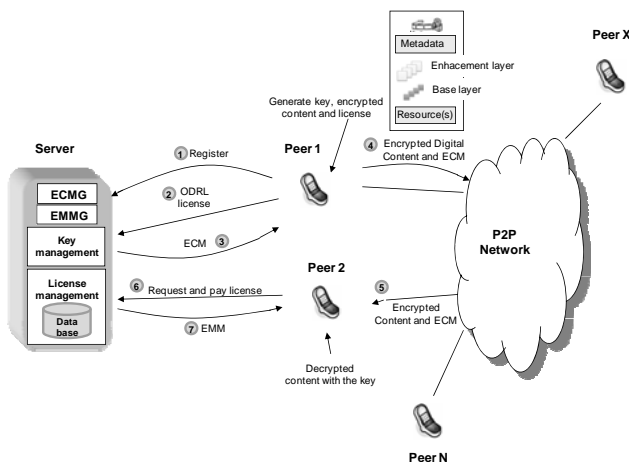 Metadata
Enhacement layer
Base layer
Resource(s)
Peer X
Generate key, encrypted
content and license
Server
1 Register
Peer 1
4 Encrypted Digital
Content and ECM
ECMG
EMMG
2 ODRL
license
Key
management
ECM 3
P2P
Network
License
management
Data
base
6 Request and pay license
7 EMM
Peer 2
5
Encrypted
Content and ECM
Decrypted
content with the key
Peer N